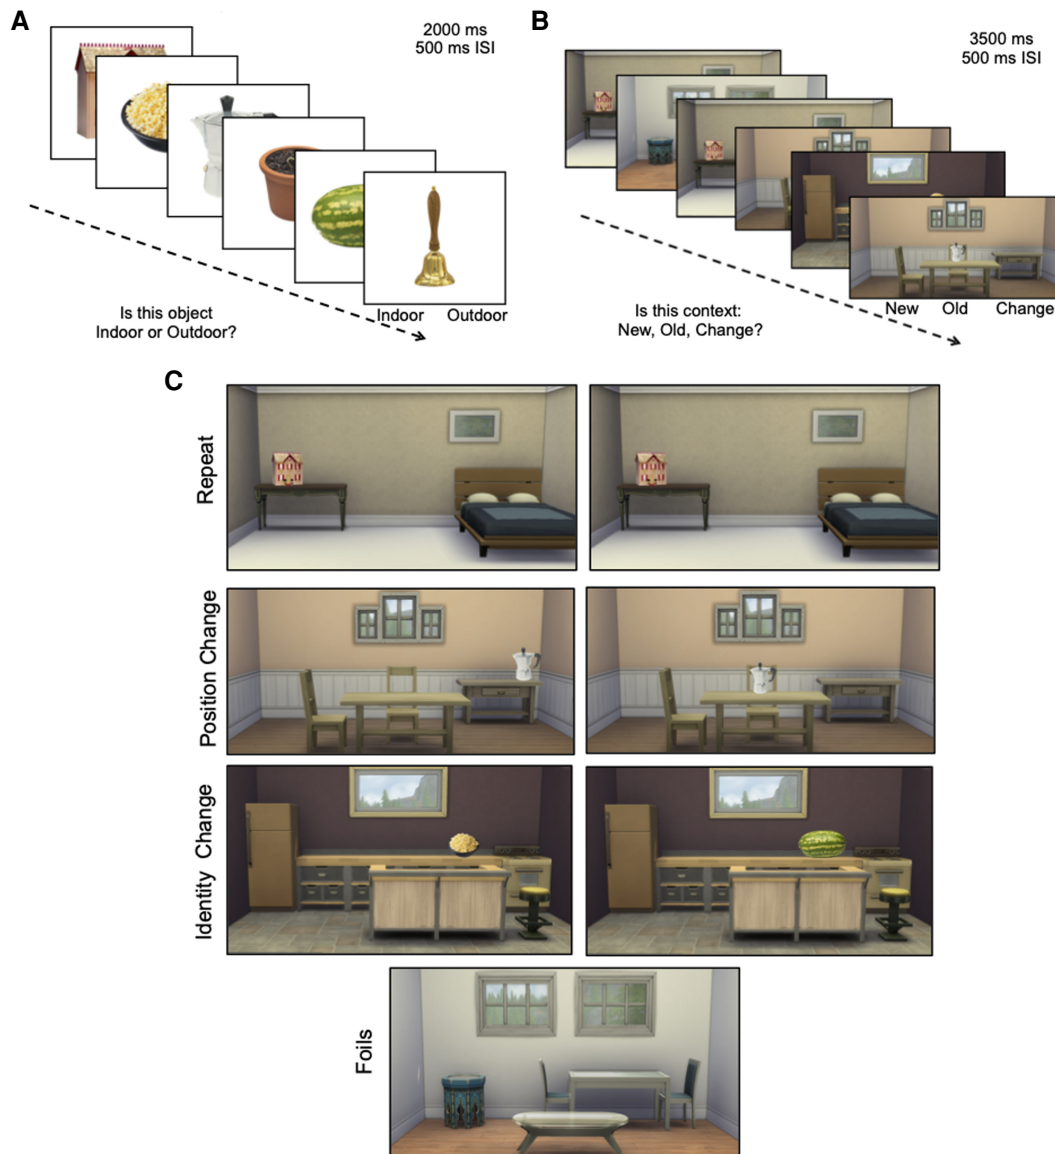 A
2000 ms
500 ms ISI
Is this object
Indoor or Outdoor?
Indoor Outdoor
B
3500 ms
500 ms ISI
Is this context:
New, Old, Change?
New Old Change
C
Repeat
Position Change
Identity Change
Foils